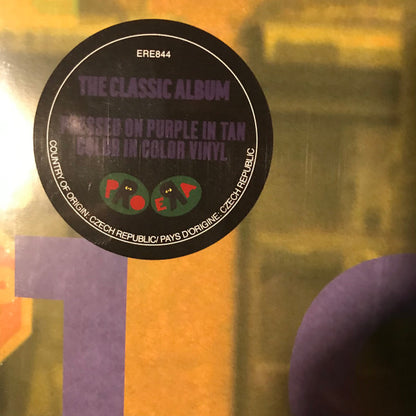 ERE844
THE CLASSIC ALBUM
PRESSED ON PURPLE IN TAN
COLOR IN COLOR VINYL
PRO ERA
COUNTRY OF ORIGIN: CZECH REPUBLIC/ PAYS D'ORIGINE: CZECH REPUBLIC
1